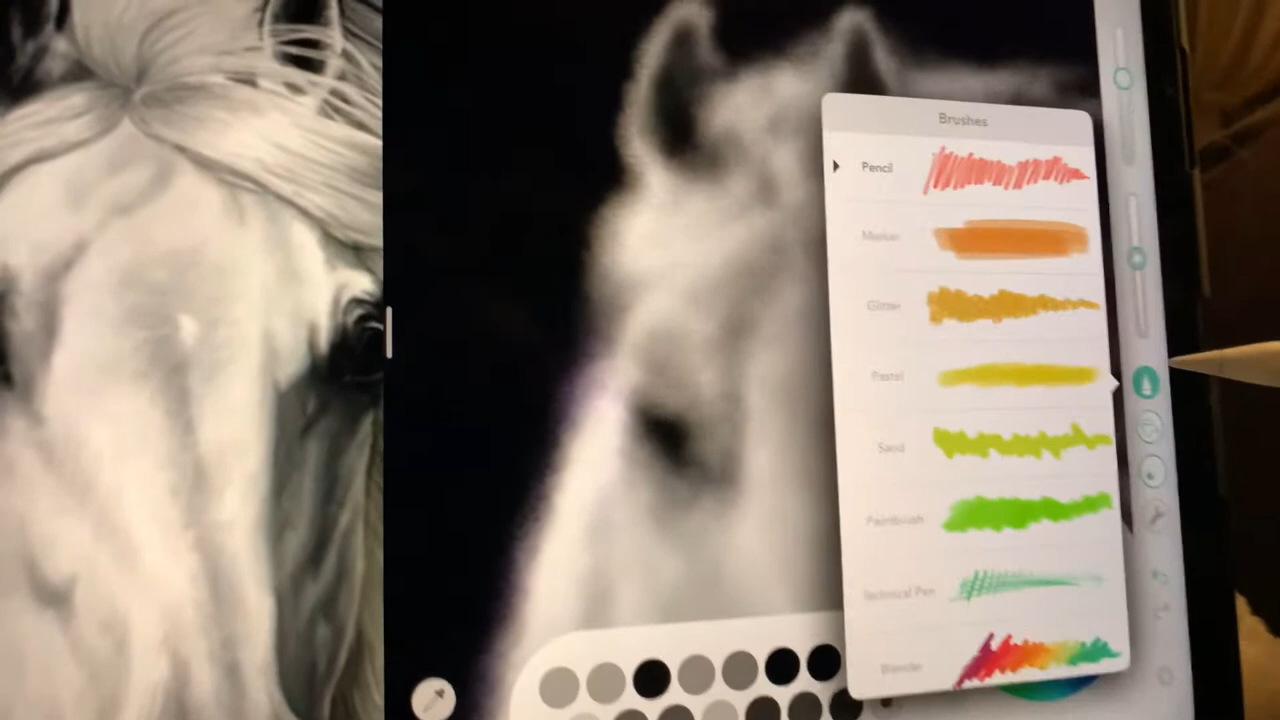 Brushes
Pencil
Marker
Glitter
Pastel
Sand
Paintbrush
Technical Pen
Blender